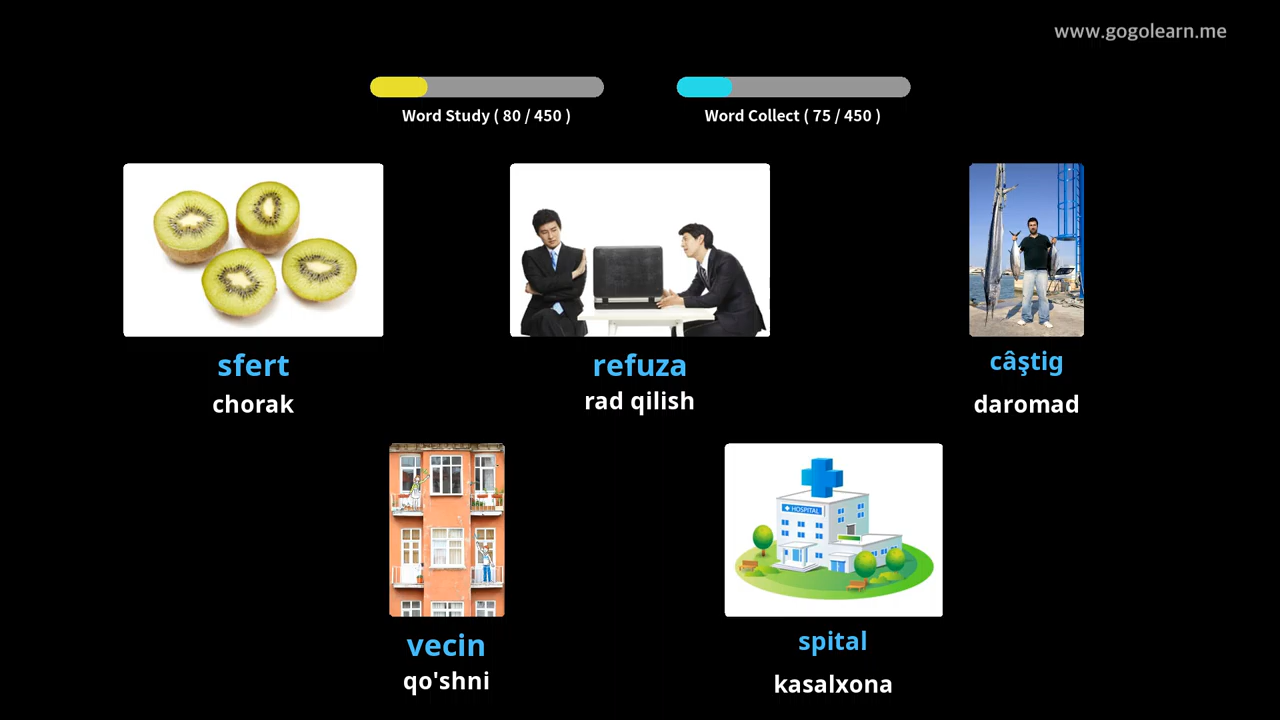 www.gogolearn.me
Word Study ( 80 / 450 )
Word Collect ( 75 / 450 )
sfert
chorak
refuza
rad qilish
câştig
daromad
HOSPITAL
vecin
qo'shni
spital
kasalxona